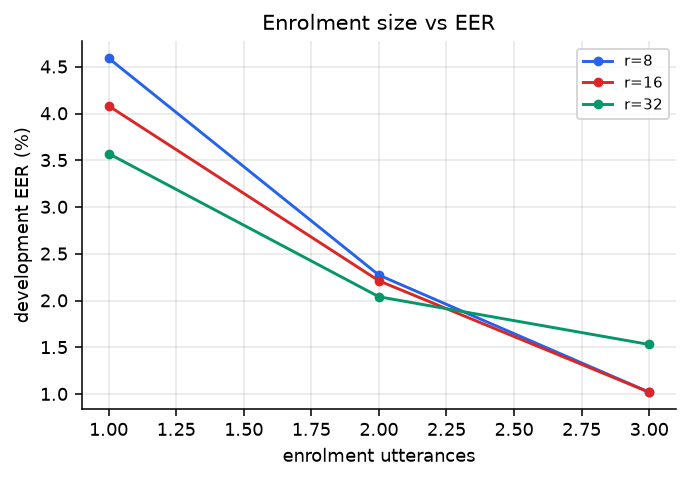 Enrolment size vs EER
r=8
r=16
r=32
development EER (%)
4.5
4.0
3.5
3.0
2.5
2.0
1.5
1.0
1.00 1.25 1.50 1.75 2.00 2.25 2.50 2.75 3.00
enrolment utterances